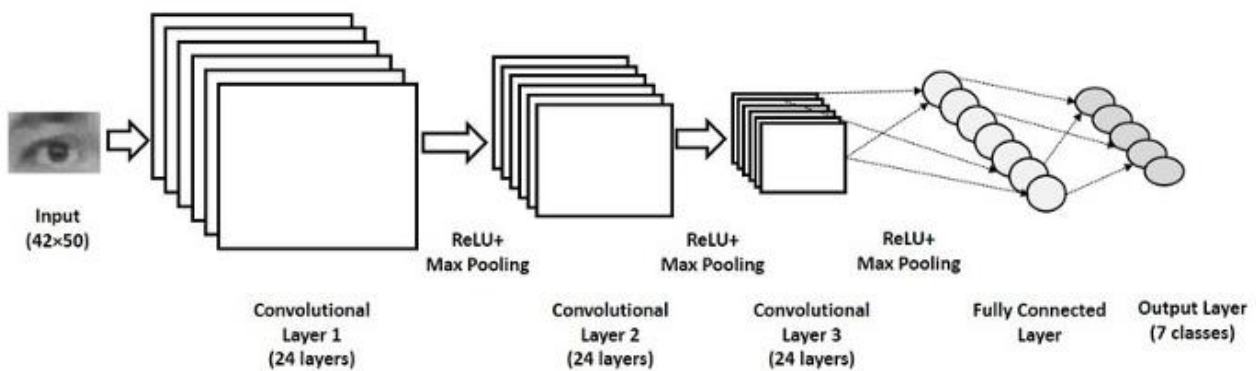 Input
(42×50)
ReLU+
Max Pooling
ReLU+
Max Pooling
ReLU+
Max Pooling
Convolutional
Layer 1
(24 layers)
Convolutional
Layer 2
(24 layers)
Convolutional
Layer 3
(24 layers)
Fully Connected
Layer
Output Layer
(7 classes)